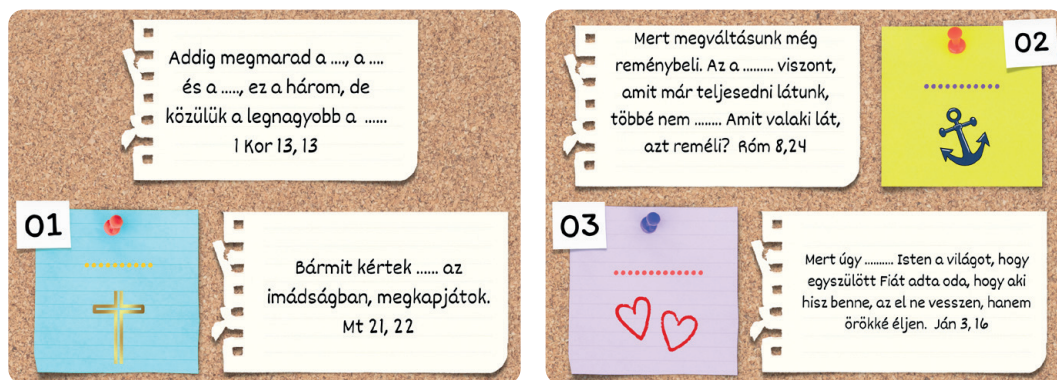 Addig megmarad a ...., a ....
és a ....., ez a három, de
közülük a legnagyobb a ......
1 Kor 13, 13
01
..........
Bármit kértek ...... az
imádságban, megkapjátok.
Mt 21, 22
Mert megváltásunk még
reménybeli. Az a ......... viszont,
amit már teljesedni látunk,
többé nem ........ Amit valaki lát,
azt reméli? Róm 8,24
02
...........
03
.............
Mert úgy .......... Isten a világot, hogy
egyszülött Fiát adta oda, hogy aki
hisz benne, az el ne vesszen, hanem
örökké éljen. Ján 3, 16